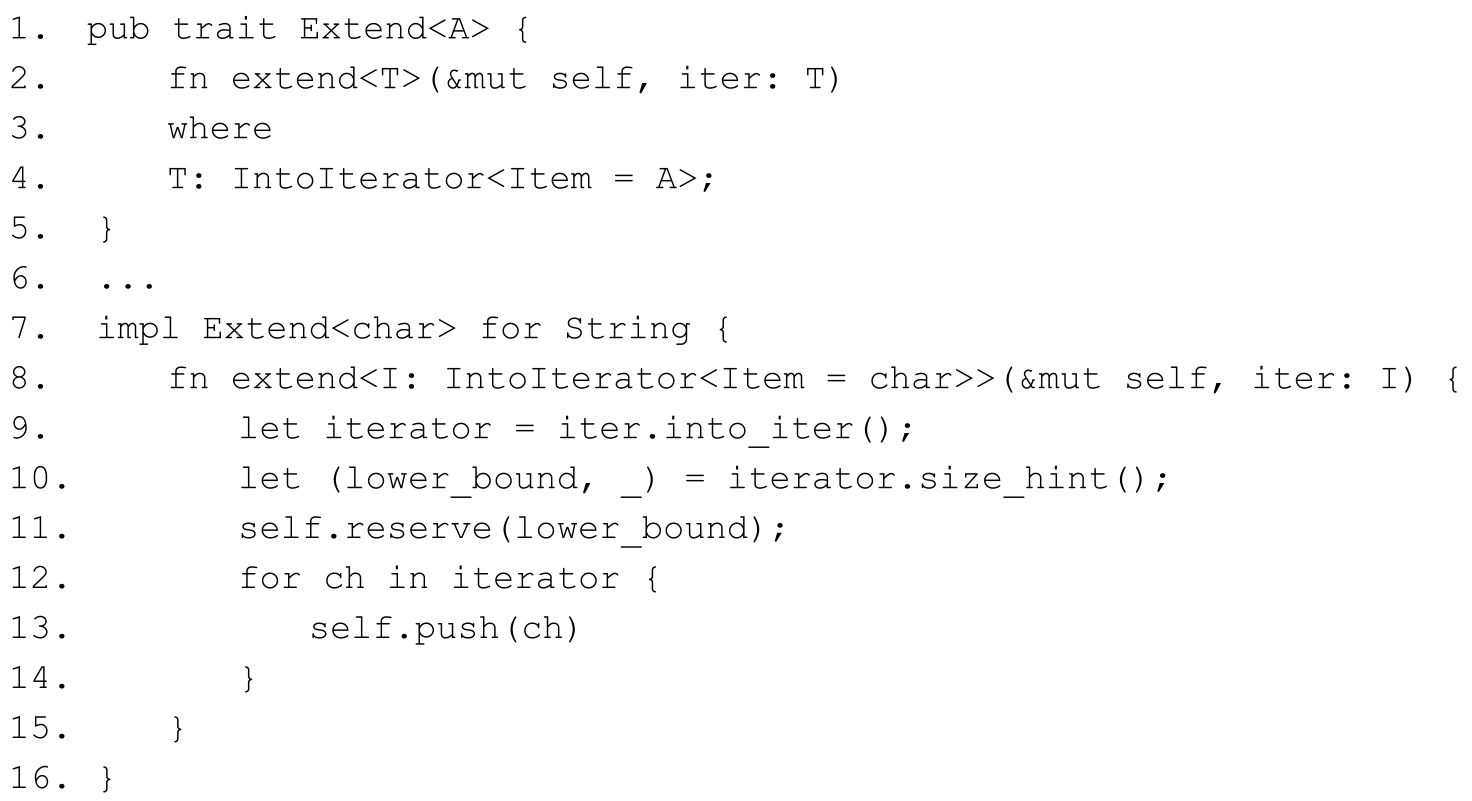 1. pub trait Extend<A> {
2. fn extend<T>(&mut self, iter: T)
3. where
4. T: IntoIterator<Item = A>;
5. }
6. ...
7. impl Extend<char> for String {
8. fn extend<I: IntoIterator<Item = char>>(&mut self, iter: I) {
9. let iterator = iter.into_iter();
10. let (lower_bound, _) = iterator.size_hint();
11. self.reserve(lower_bound);
12. for ch in iterator {
13. self.push(ch)
14. }
15. }
16. }